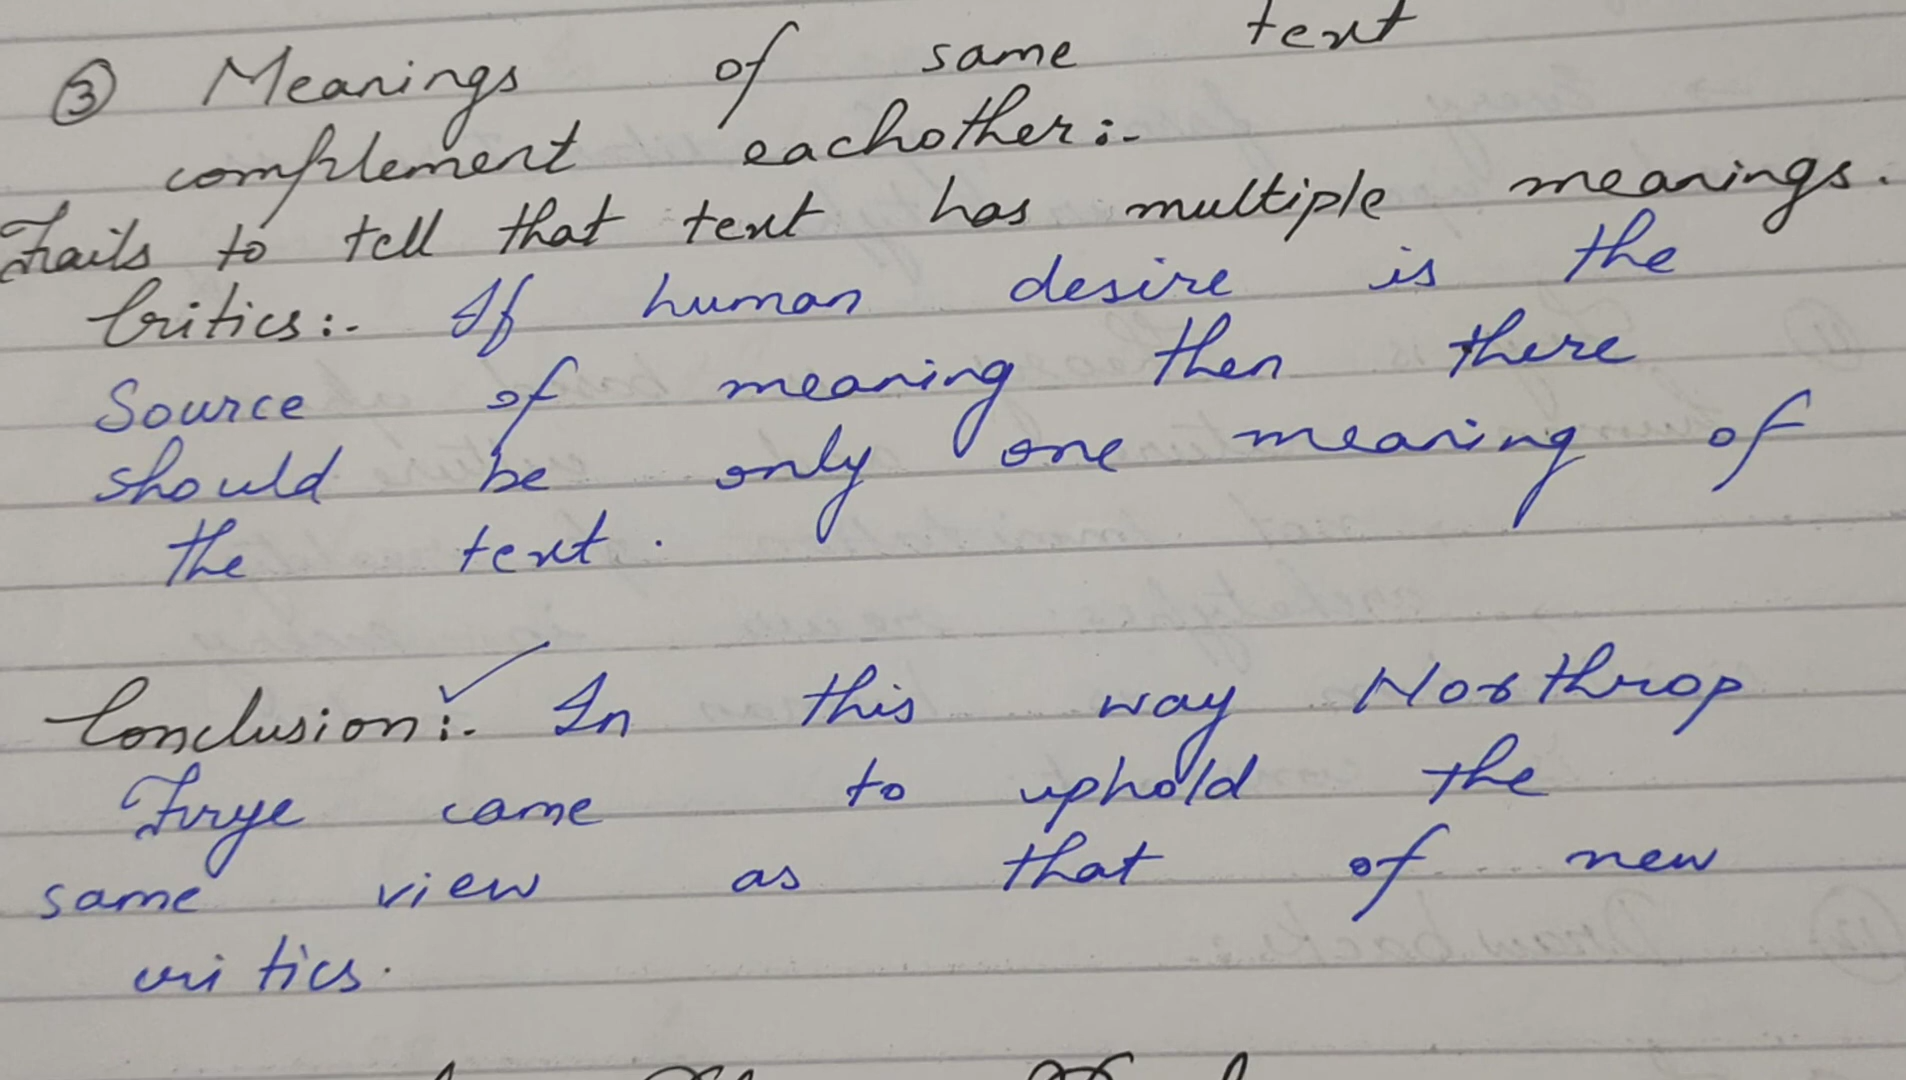 ③ Meanings of same text
complement eachother:-
Fails to tell that text has multiple meanings.
Critics:- If human desire is the
Source of meaning then there
should be only one meaning of
the text.
Conclusion:- In this way Northrop
Frye came to uphold the
same view as that of new
critics.